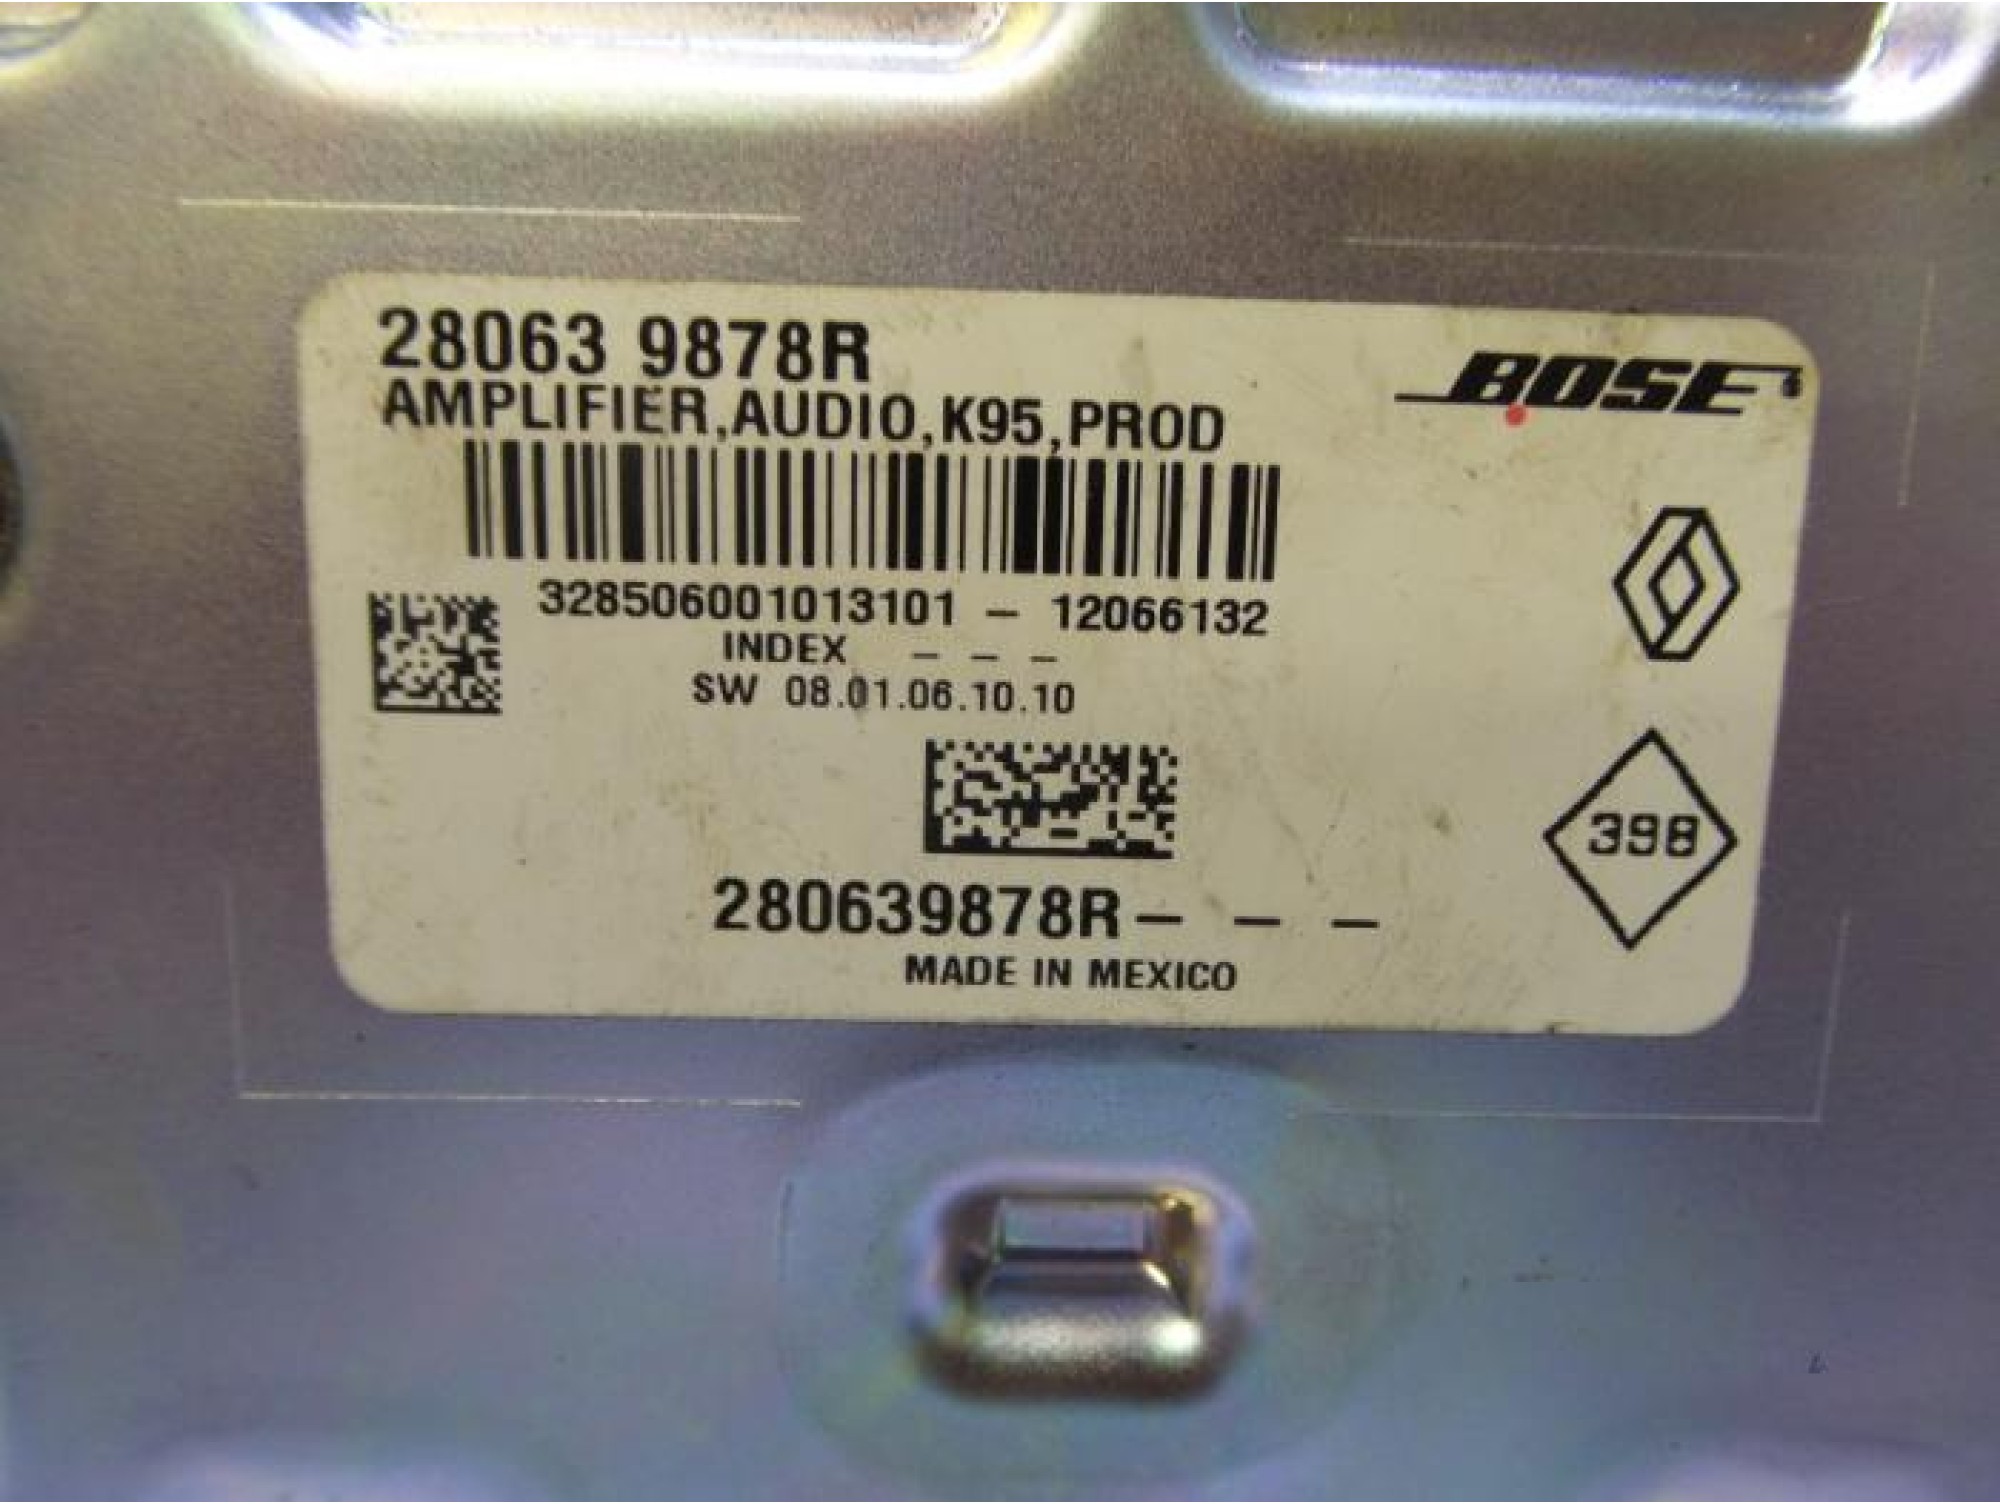 28063 9878R
BOSE
AMPLIFIER,AUDIO,K95,PROD
328506001013101 - 12066132
INDEX - - -
SW 08.01.06.10.10
398
280639878R- - -
MADE IN MEXICO